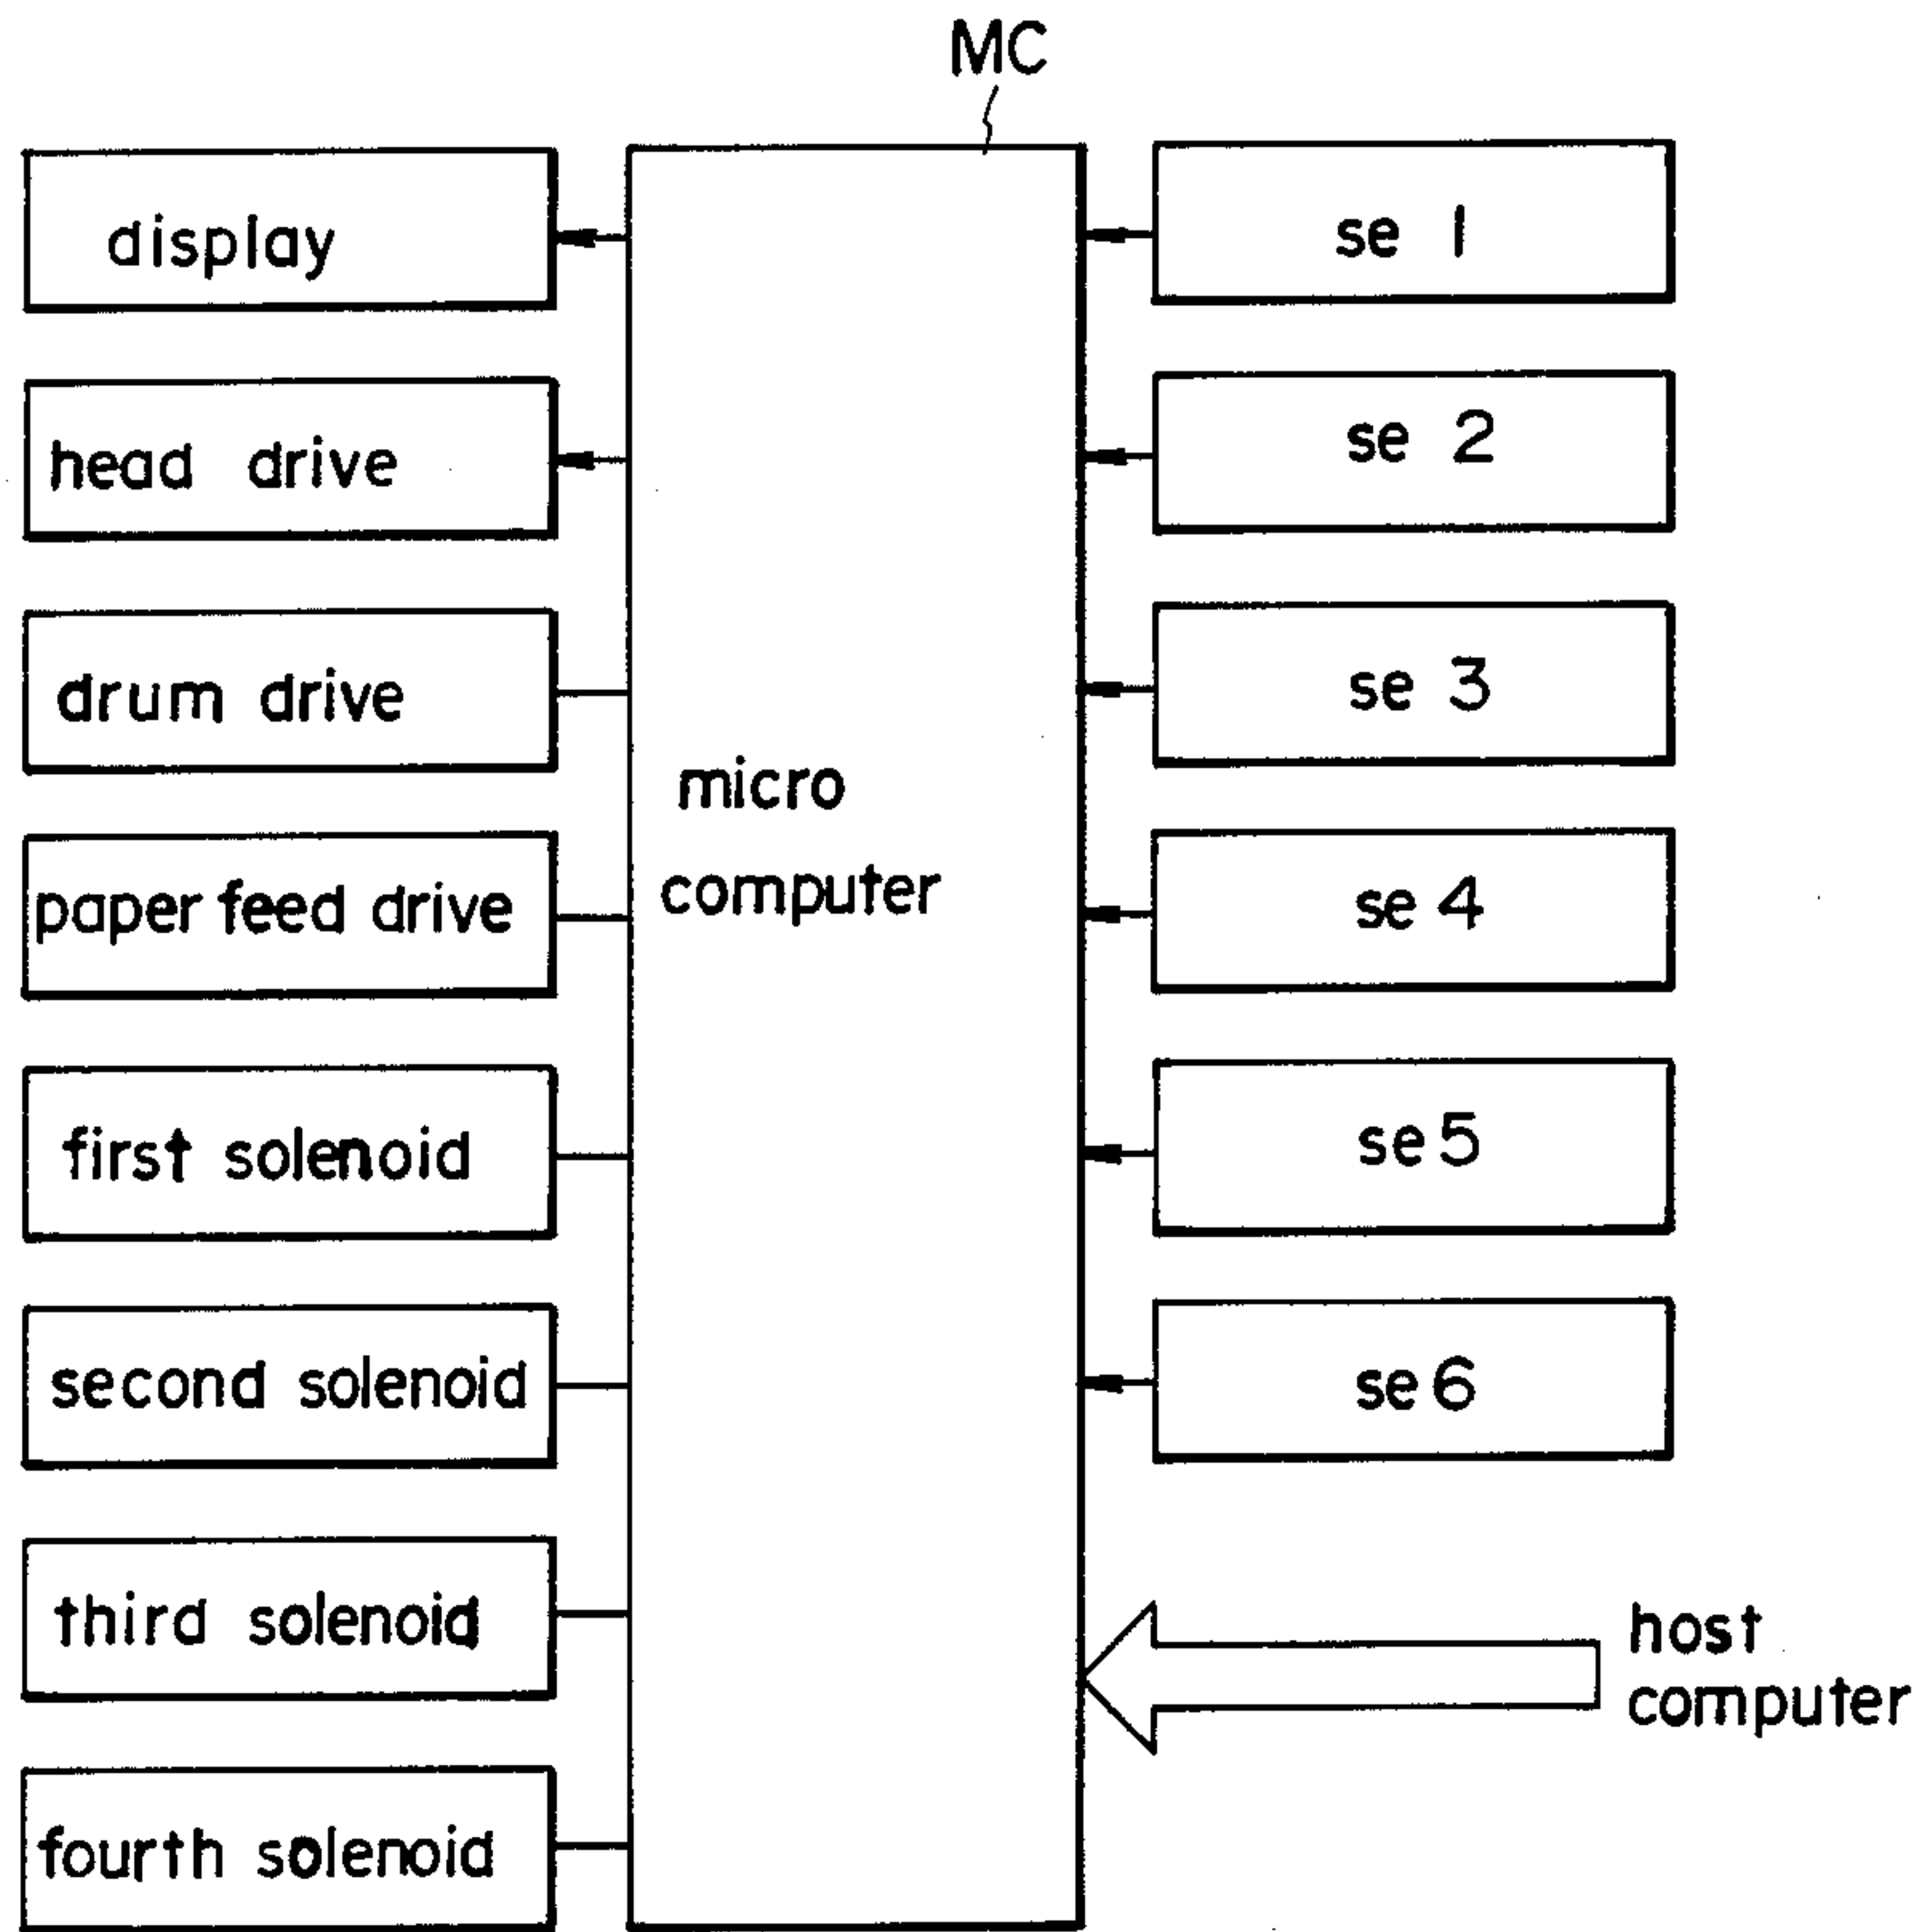 MC
display
head drive
drum drive
paper feed drive
first solenoid
second solenoid
third solenoid
fourth solenoid
micro
computer
se 1
se 2
se 3
se 4
se 5
se 6
host
computer